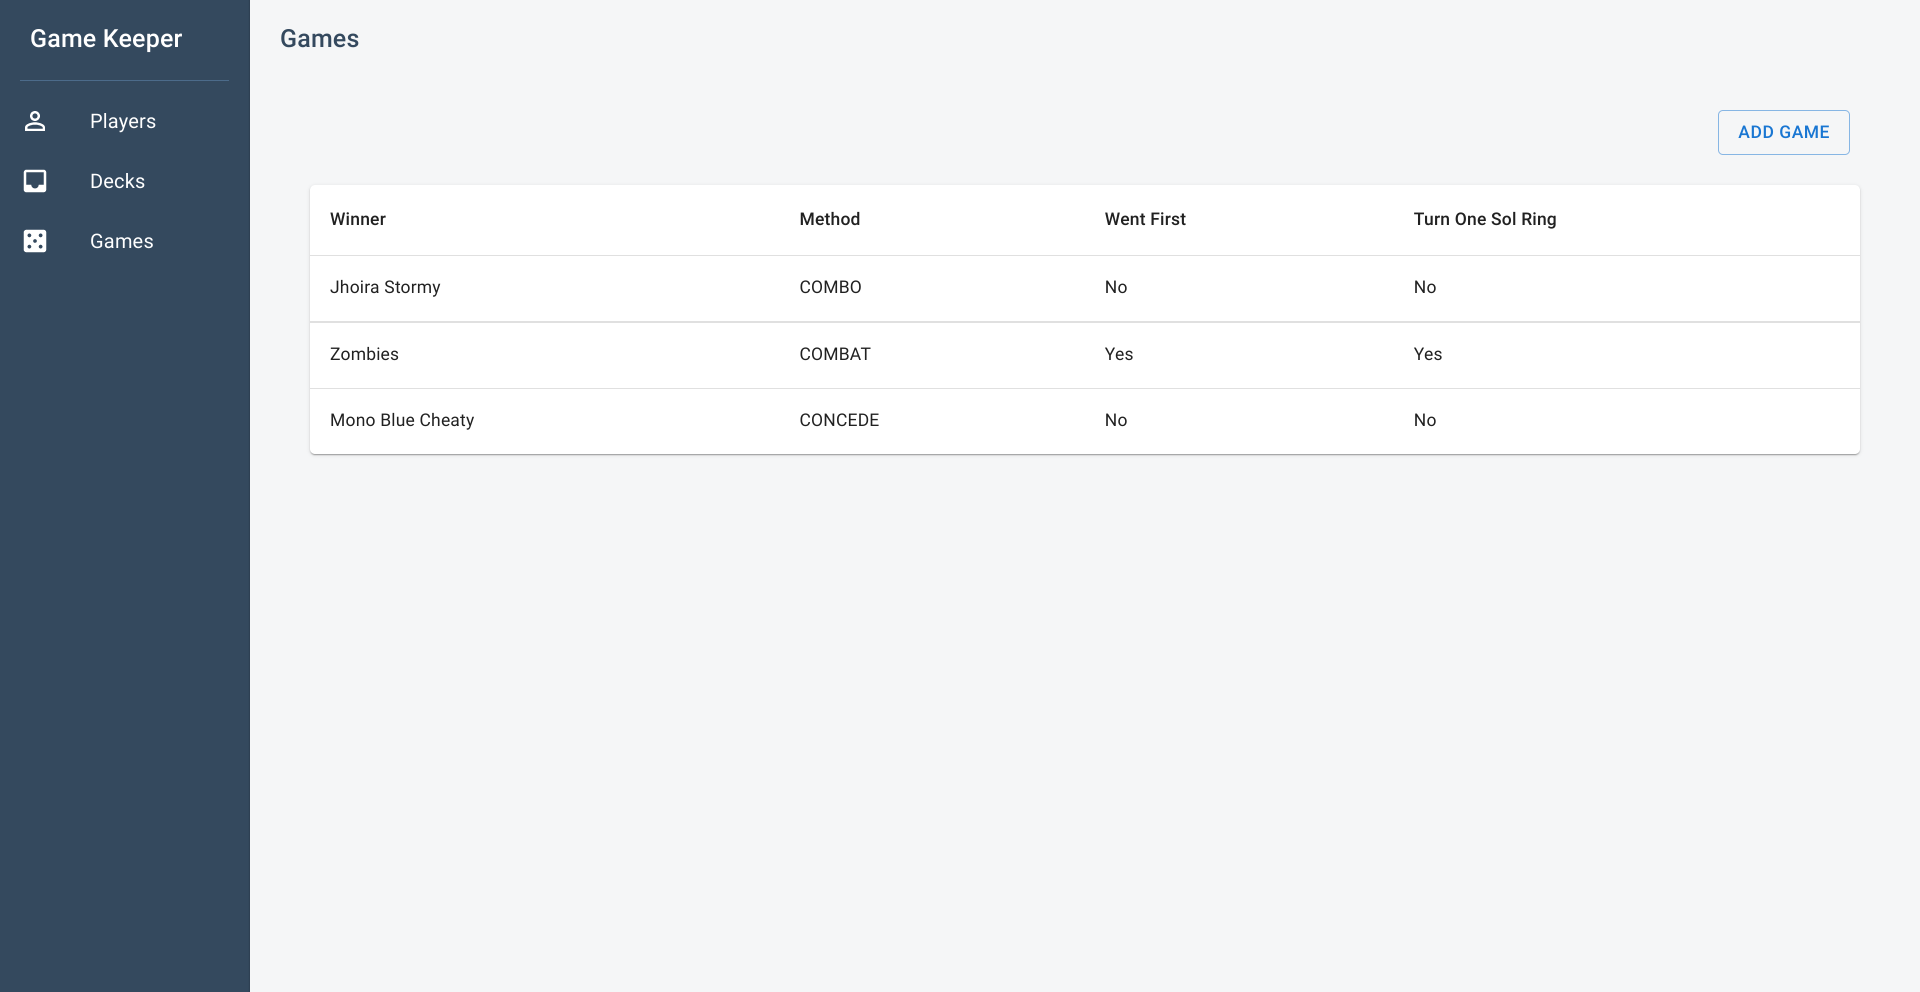 Game Keeper
Players
Decks
Games
Games
ADD GAME
Winner Method Went First Turn One Sol Ring
Jhoira Stormy COMBO No No
Zombies COMBAT Yes Yes
Mono Blue Cheaty CONCEDE No No